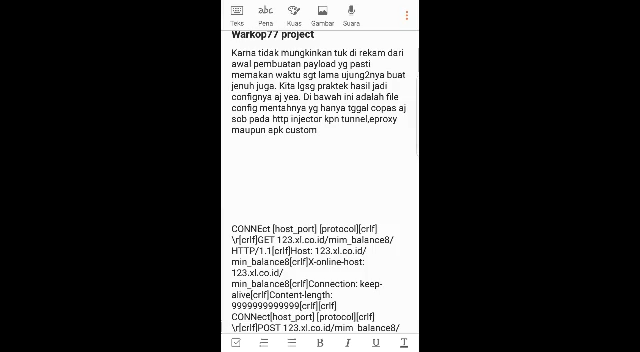 Teks Pena Kuas Gambar Suara
Warkop77 project
Karna tidak mungkinkan tuk di rekam dari
awal pembuatan payload yg pasti
memakan waktu sgt lama ujung2nya buat
jenuh juga. Kita lgsg praktek hasil jadi
confignya aj yea. Di bawah ini adalah file
config mentahnya yg hanya tggal copas aj
sob pada http injector kpn tunnel,eproxy
maupun apk custom
CONNEct [host_port] [protocol][crlf]
\r[crlf]GET 123.xl.co.id/mim_balance8/
HTTP/1.1[crlf]Host: 123.xl.co.id/
min_balance8[crlf]X-online-host:
123.xl.co.id/
min_balance8[crlf]Connection: keep-
alive[crlf]Content-length:
9999999999999[crlf][crlf]
CONNect[host_port] [protocol][crlf]
\r[crlf]POST 123.xl.co.id/mim_balance8/
B I U T